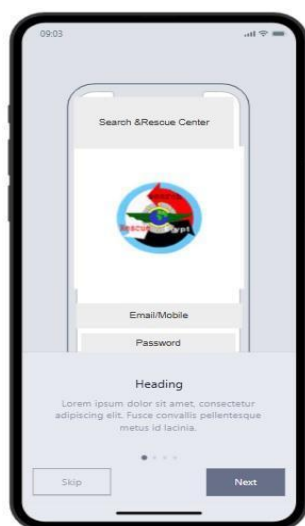 09:03
Search &Rescue Center
Search
Rescue Egypt
Email/Mobile
Password
Heading
Lorem ipsum dolor sit amet, consectetur
adipiscing elit. Fusce convallis pellentesque
metus id lacinia.
Skip
Next